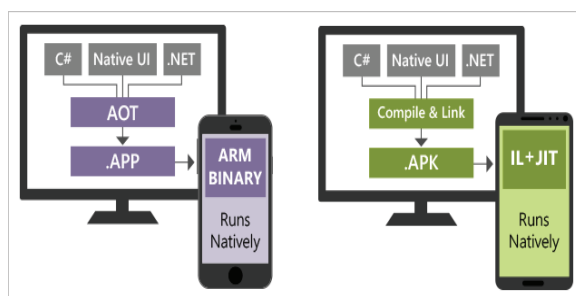 C#
Native UI
.NET
AOT
.APP
ARM
BINARY
Runs
Natively
C#
Native UI
.NET
Compile & Link
.APK
IL+JIT
Runs
Natively